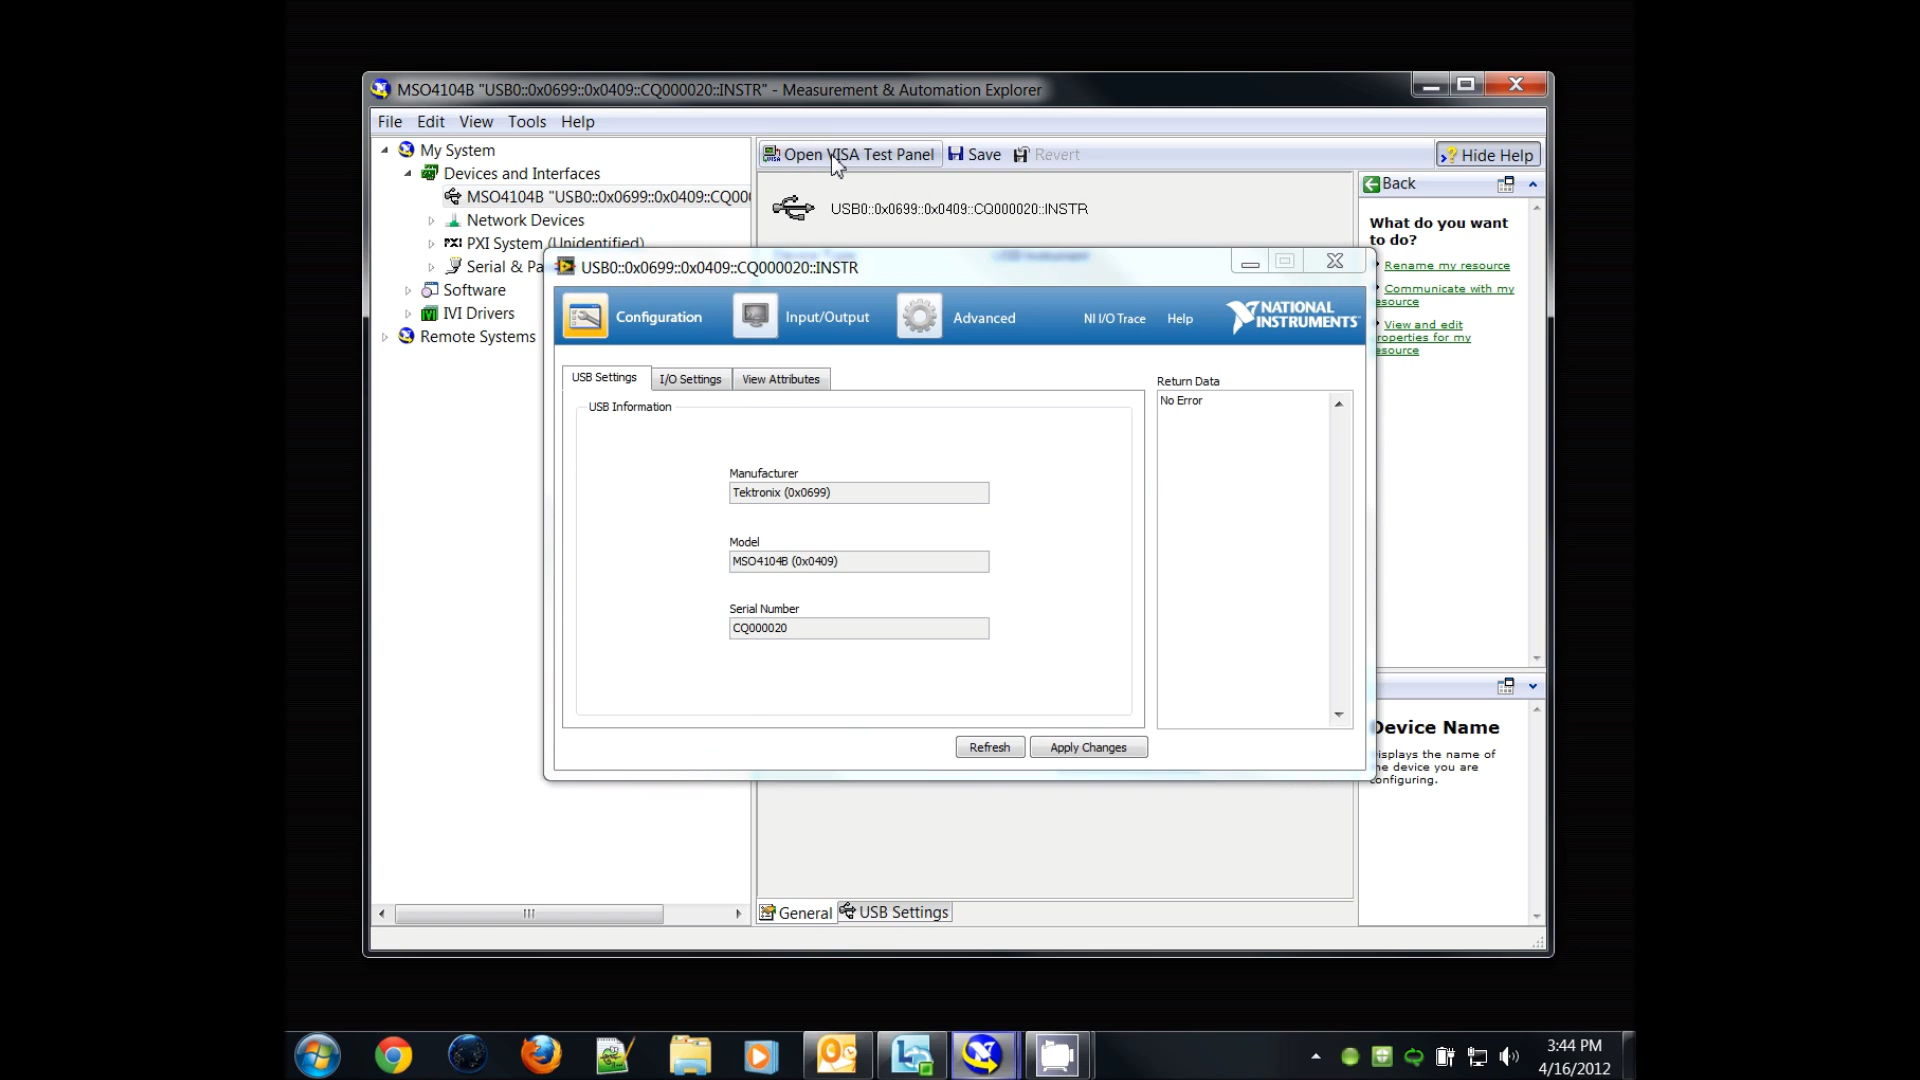 MSO4104B "USB0::0x0699::0x0409::CQ000020::INSTR" - Measurement & Automation Explorer
File Edit View Tools Help
My System
Devices and Interfaces
MSO4104B "USB0::0x0699::0x0409::CQ00
Network Devices
PXI PXI System (Unidentified)
Serial & Pa
Software
IVI Drivers
Remote Systems
Open VISA Test Panel Save Revert
Hide Help
USB0::0x0699::0x0409::CQ000020::INSTR
Back
What do you want
to do?
Rename my resource
Communicate with my
esource
View and edit
roperties for my
esource
USB0::0x0699::0x0409::CQ000020::INSTR
Configuration Input/Output Advanced NI I/O Trace Help NATIONAL INSTRUMENTS
USB Settings I/O Settings View Attributes
USB Information
Manufacturer
Tektronix (0x0699)
Model
MSO4104B (0x0409)
Serial Number
CQ000020
Return Data
No Error
Refresh Apply Changes
Device Name
isplays the name of
he device you are
configuring.
General USB Settings
3:44 PM
4/16/2012